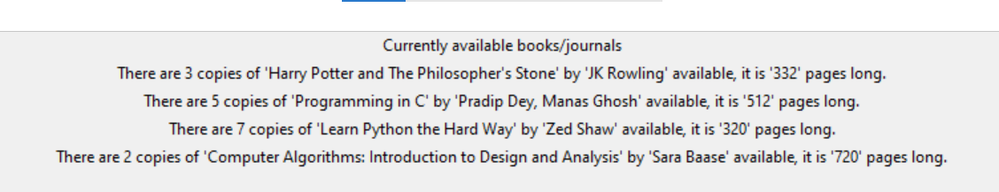 Currently available books/journals
There are 3 copies of 'Harry Potter and The Philosopher's Stone' by 'JK Rowling' available, it is '332' pages long.
There are 5 copies of 'Programming in C' by 'Pradip Dey, Manas Ghosh' available, it is '512' pages long.
There are 7 copies of 'Learn Python the Hard Way' by 'Zed Shaw' available, it is '320' pages long.
There are 2 copies of 'Computer Algorithms: Introduction to Design and Analysis' by 'Sara Baase' available, it is '720' pages long.